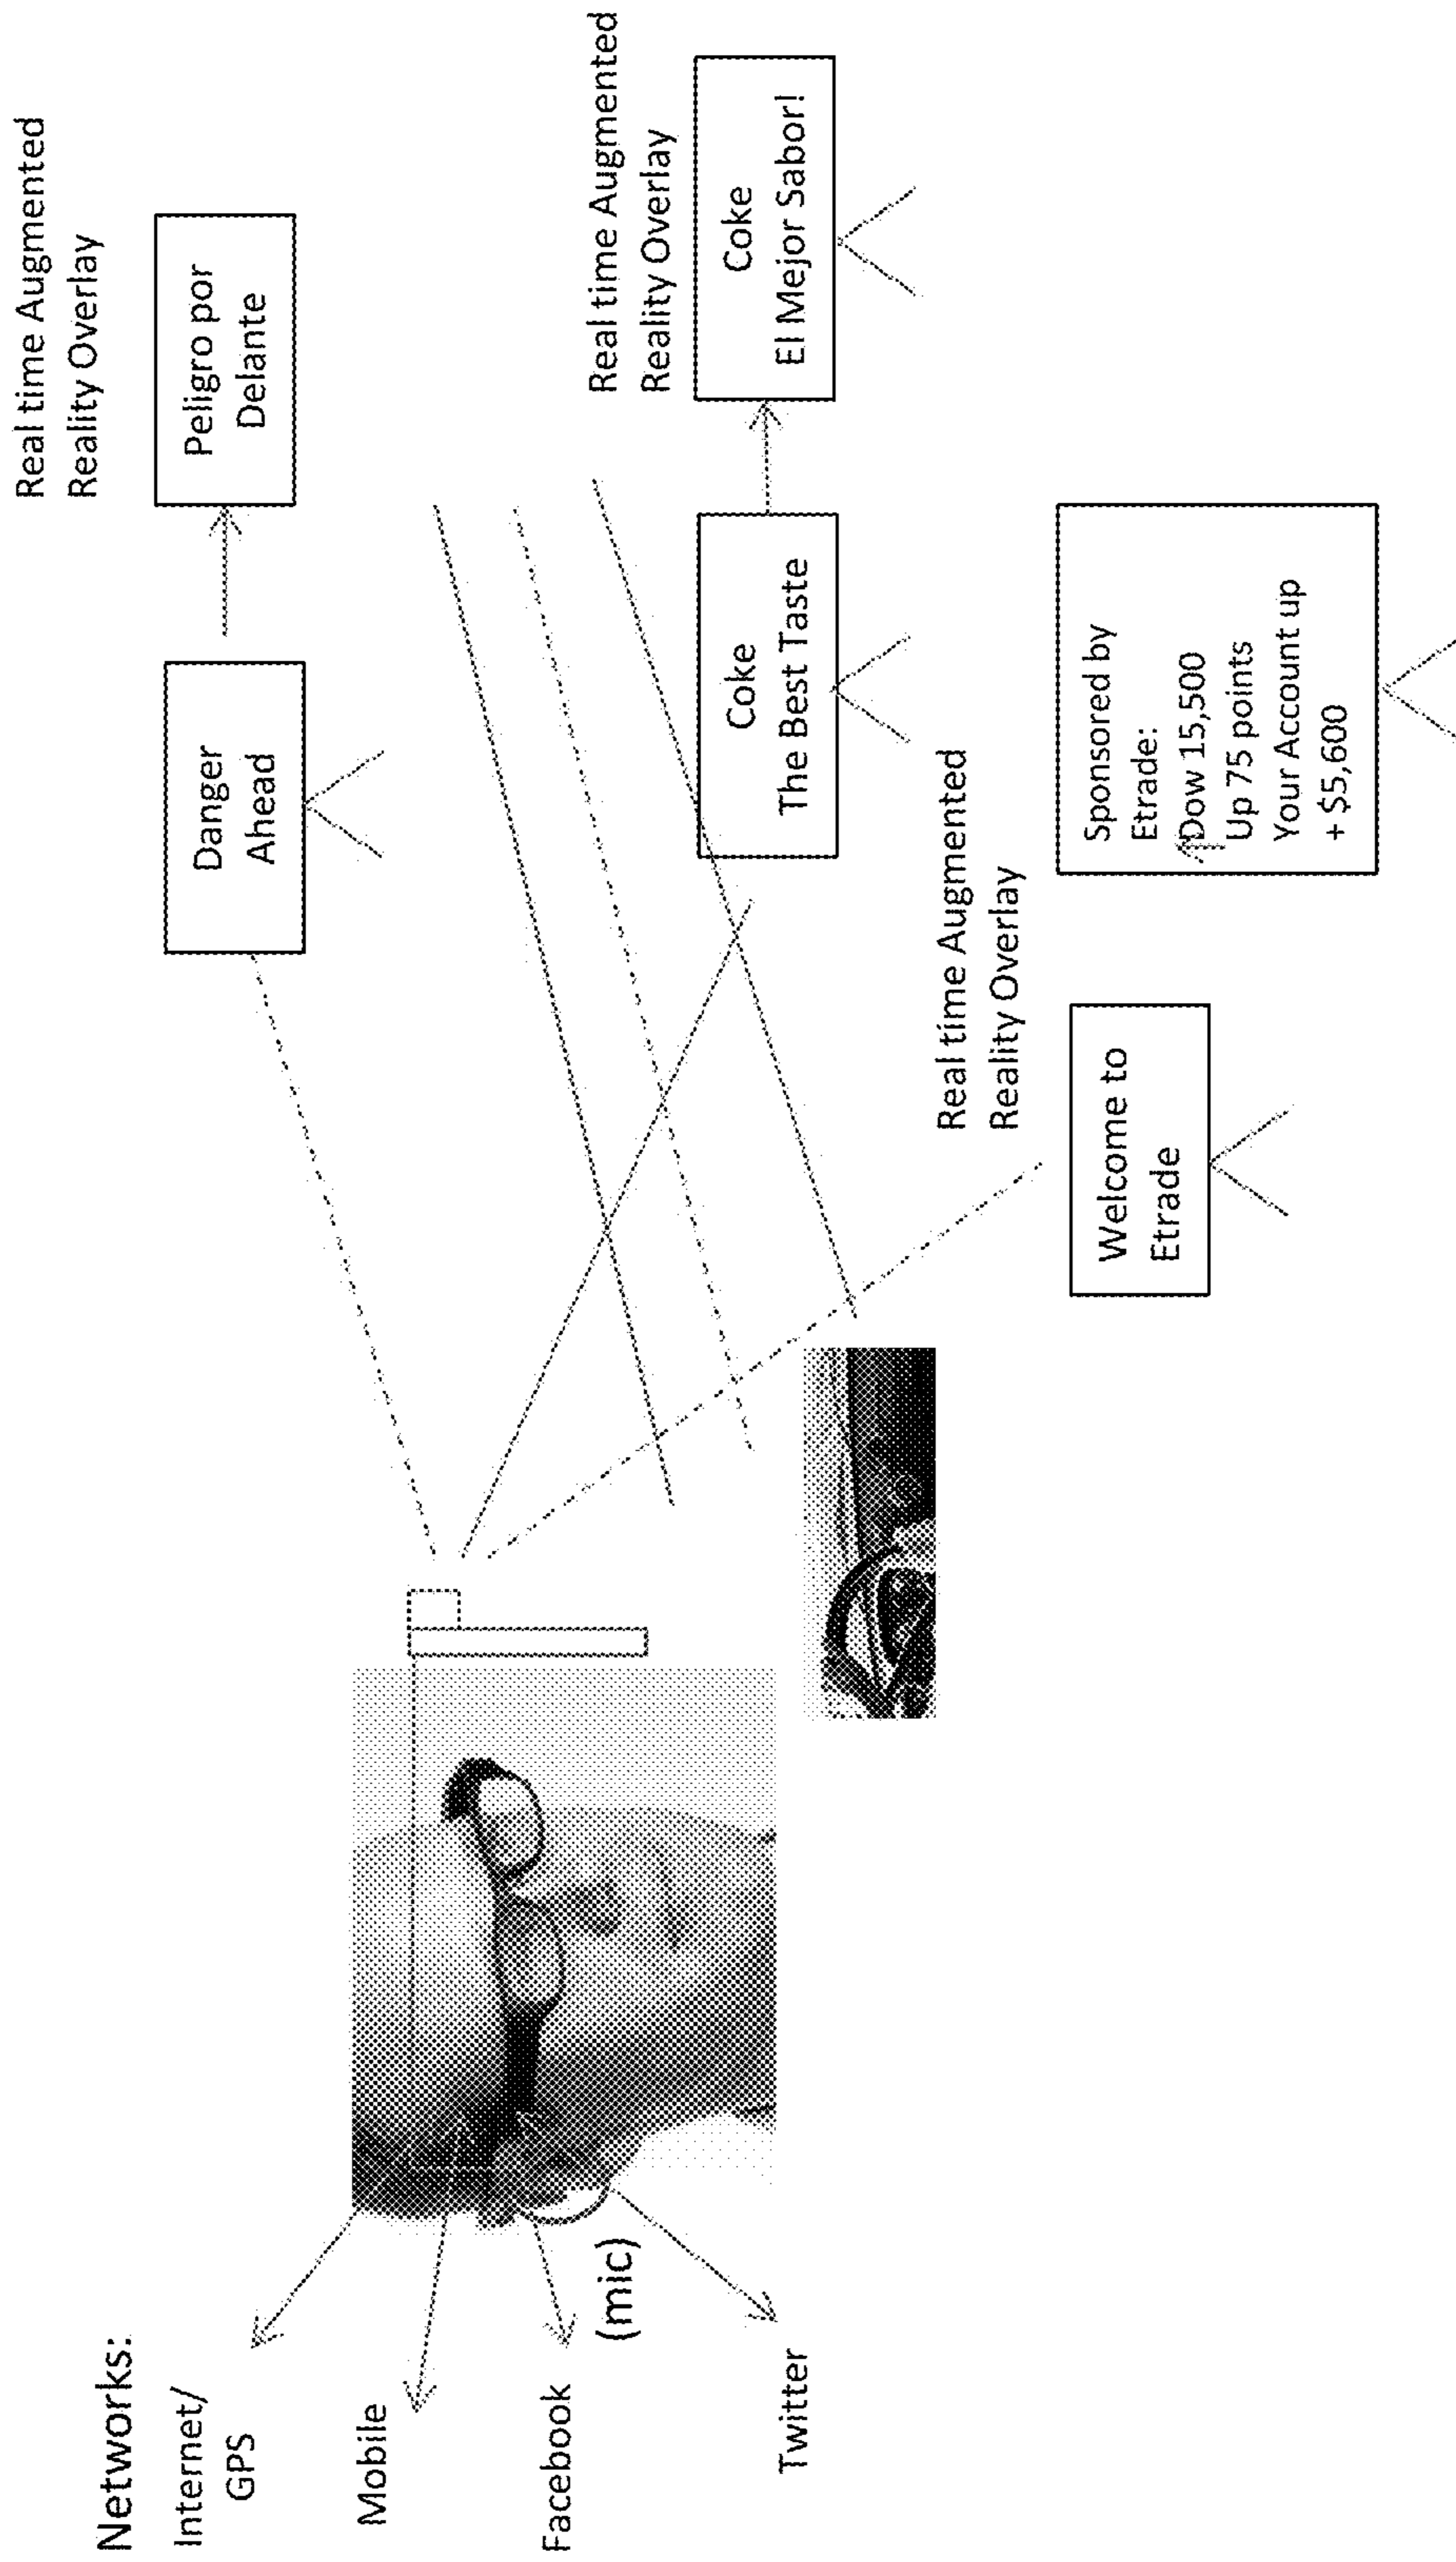 Networks:
Internet/
GPS
Mobile
Facebook
(mic)
Twitter
Danger
Ahead
Real time Augmented
Reality Overlay
Peligro por
Delante
Coke
The Best Taste
Real time Augmented
Reality Overlay
Coke
El Mejor Sabor!
Welcome to
Etrade
Real time Augmented
Reality Overlay
Sponsored by
Etrade:
Dow 15,500
Up 75 points
Your Account up
+ $5,600